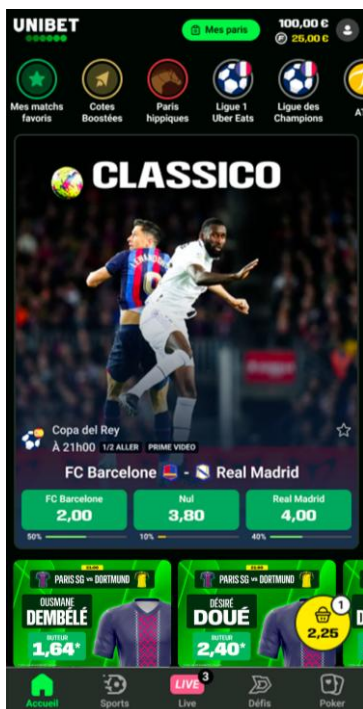 UNIBET
Mes paris
100,00 €
25,00 €
Mes matchs favoris
Cotes Boostées
Paris hippiques
Ligue 1 Uber Eats
Ligue des Champions
CLASSICO
Copa del Rey
À 21h00 1/2 ALLER PRIME VIDEO
FC Barcelone - Real Madrid
FC Barcelone
2,00
Nul
3,80
Real Madrid
4,00
50%
10%
40%
PARIS SG vs DORTMUND
OUSMANE
DEMBÉLÉ
BUTEUR
1,64*
PARIS SG vs DORTMUND
DÉSIRÉ
DOUÉ
BUTEUR
2,40*
1
2,25
Accueil
Sports
LIVE 3
Live
Défis
Poker